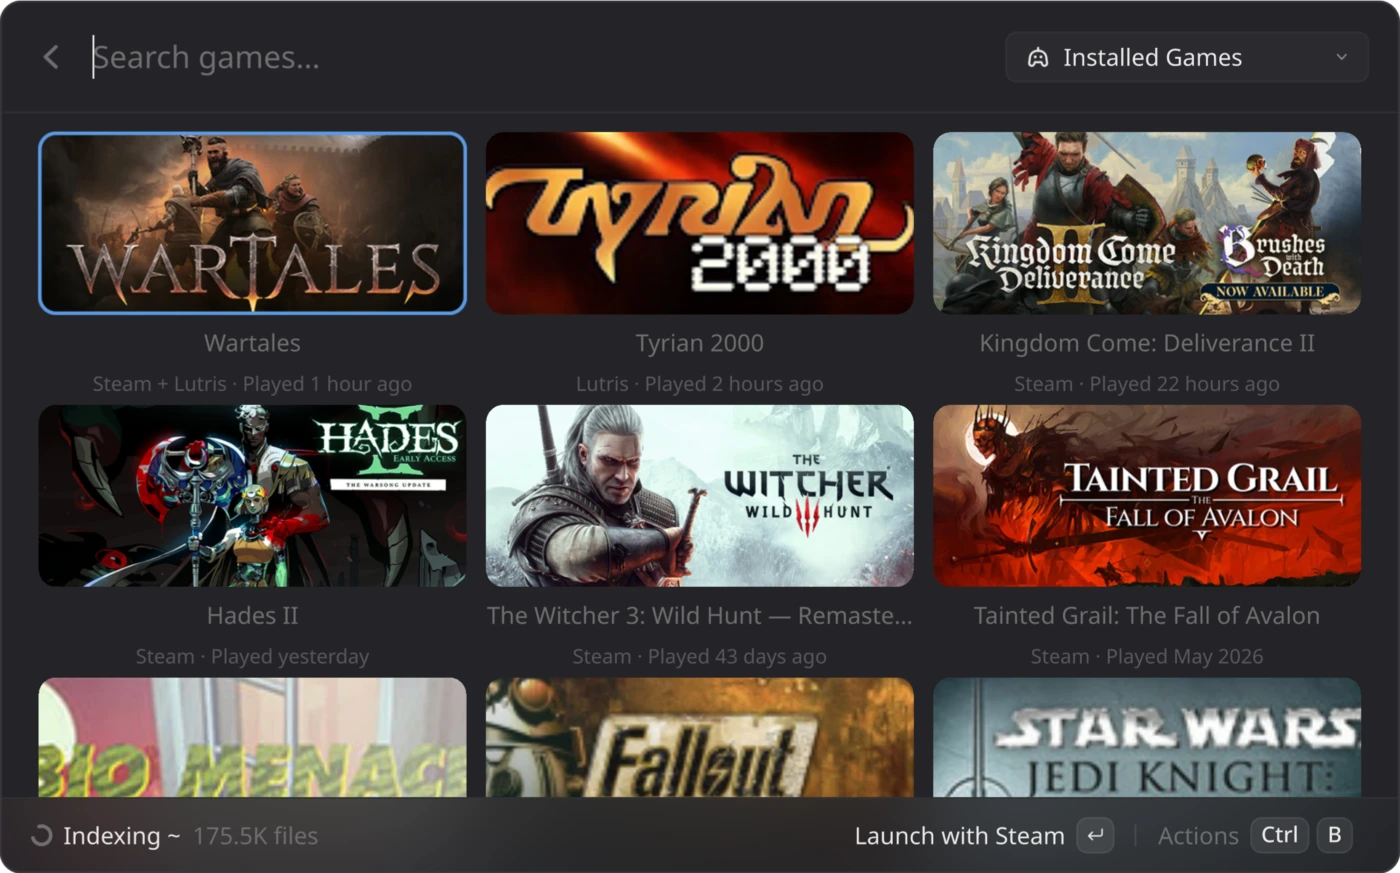 Search games...
Installed Games
WARTALES
TYRIAN
2000
Kingdom Come
Deliverance
II
Brushes
with
Death
NOW AVAILABLE
Wartales
Tyrian 2000
Kingdom Come: Deliverance II
Steam + Lutris · Played 1 hour ago
Lutris · Played 2 hours ago
Steam · Played 22 hours ago
HADES
II
EARLY ACCESS
THE WARSONG UPDATE
THE
WITCHER
WILD HUNT
TAINTED GRAIL
THE
FALL OF AVALON
Hades II
The Witcher 3: Wild Hunt — Remaste...
Tainted Grail: The Fall of Avalon
Steam · Played yesterday
Steam · Played 43 days ago
Steam · Played May 2026
BIO MENACE
Fallout
STAR WARS
JEDI KNIGHT:
Indexing ~ 175.5K files
Launch with Steam
Actions Ctrl B